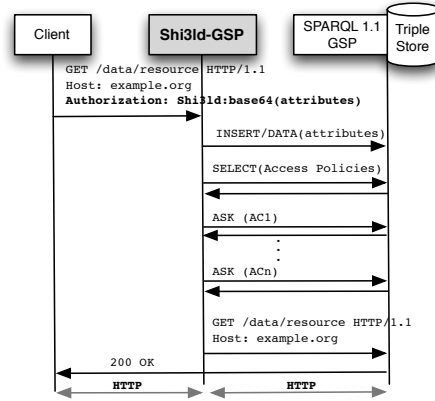 Client
Shi3ld-GSP
SPARQL 1.1
GSP
Triple
Store
GET /data/resource HTTP/1.1
Host: example.org
Authorization: Shi3ld:base64(attributes)
INSERT/DATA(attributes)
SELECT(Access Policies)
ASK (AC1)
ASK (ACn)
GET /data/resource HTTP/1.1
Host: example.org
200 OK
HTTP
HTTP